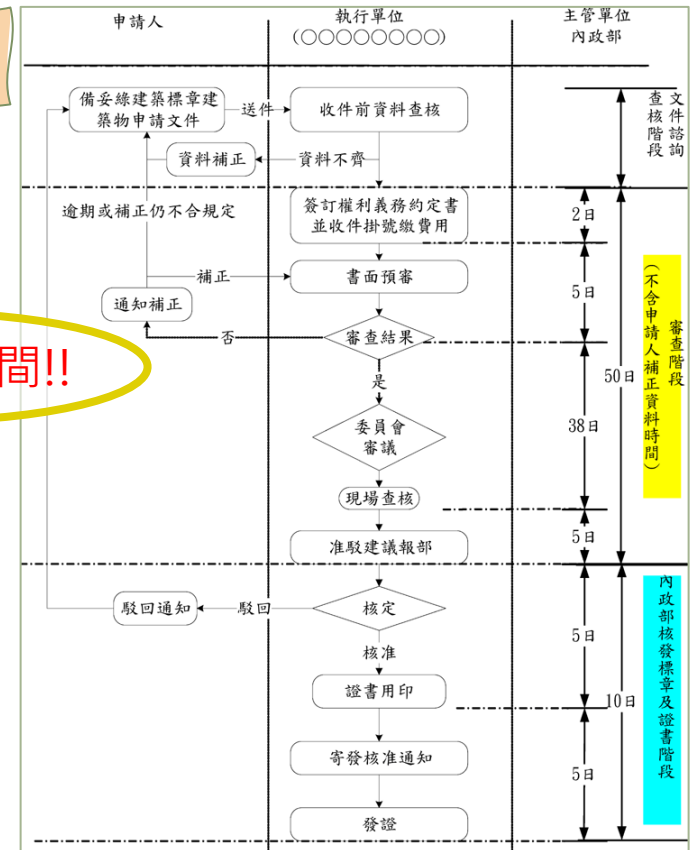 申請人
執行單位
(○○○○○○○○○)
主管單位
內政部
備妥綠建築標章建
築物申請文件
送件
收件前資料查核
文件諮詢
查核階段
資料補正
資料不齊
逾期或補正仍不合規定
簽訂權利義務約定書
並收件掛號繳費用
2日
補正
書面預審
5日
通知補正
審查階段
(不含申請人補正資料時間)
間!!
否
審查結果
50日
是
委員會
審議
38日
現場查核
准駁建議報部
5日
駁回通知
駁回
核定
5日
內政部核發標章及證書階段
核准
證書用印
10日
寄發核准通知
5日
發證